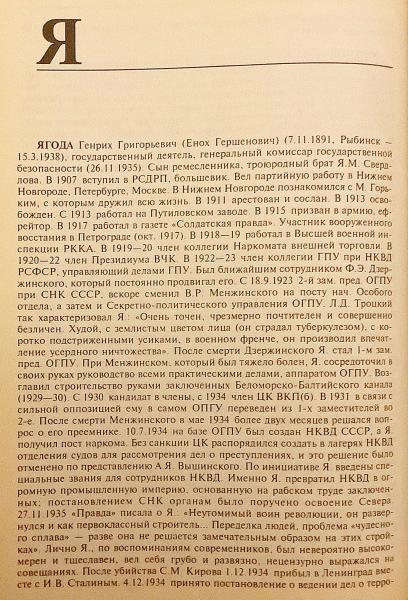 Я
ЯГОДА Генрих Григорьевич (Енох Гершенович) (7.11.1891, Рыбинск –
15.3.1938), государственный деятель, генеральный комиссар государственной
безопасности (26.11.1935). Сын ремесленника, троюродный брат Я.М. Сверд-
лова. В 1907 вступил в РСДРП, большевик. Вел партийную работу в Нижнем
Новгороде, Петербурге, Москве. В Нижнем Новгороде познакомился с М. Горь-
ким, с которым дружил всю жизнь. В 1911 арестован и сослан. В 1913 осво-
божден. С 1913 работал на Путиловском заводе. В 1915 призван в армию, еф-
рейтор. В 1917 работал в газете «Солдатская правда». Участник вооруженного
восстания в Петрограде (окт. 1917). В 1918—19 работал в Высшей военной ин-
спекции РККА. В 1919—20 член коллегии Наркомата внешней торговли. В
1920—22 член Президиума ВЧК. В 1922—23 член коллегии ГПУ при НКВД
РСФСР, управляющий делами ГПУ. Был ближайшим сотрудником Ф.Э. Дзер-
жинского, который постоянно продвигал его. С 18.9.1923 2-й зам. пред. ОГПУ
при СНК СССР, вскоре сменил В.Р. Менжинского на посту нач. Особого
отдела, а затем и Секретно-политического управления ОГПУ. Л.Д. Троцкий
так характеризовал Я.: «Очень точен, чрезмерно почтителен и совершенно
безличен. Худой, с землистым цветом лица (он страдал туберкулезом), с ко-
ротко подстриженными усиками, в военном френче, он производил впечат-
ление усердного ничтожества». После смерти Дзержинского Я. стал 1-м зам.
пред. ОГПУ. При Менжинском, который был тяжело болен, Я. сосредоточил в
своих руках руководство всеми практическими делами, аппаратом ОГПУ. Воз-
главил строительство руками заключенных Беломорско-Балтийского канала
(1929—30). С 1930 кандидат в члены, с 1934 член ЦК ВКП(б). В 1931 в связи с
сильной оппозицией ему в самом ОПГУ переведен из 1-х заместителей во
2-е. После смерти Менжинского в мае 1934 более двух месяцев решался воп-
рос о его преемнике. 10.7.1934 на базе ОГПУ был создан НКВД СССР, а Я.
получил пост наркома. Без санкции ЦК распорядился создать в лагерях НКВД
отделения судов для рассмотрения дел о преступлениях, и это решение было
отменено по представлению А.Я. Вышинского. По инициативе Я. введены спе-
циальные звания для сотрудников НКВД. Именно Я. превратил НКВД в ог-
ромную промышленную империю, основанную на рабском труде заключен-
ных; постановлением СНК органам было поручено освоение Севера
27.11.1935 «Правда» писала о Я.: «Неутомимый воин революции, он развер-
нулся и как первоклассный строитель... Переделка людей, проблема «чудесно-
го сплава» — разве она не решается замечательным образом на этих строй-
ках». Лично Я., по воспоминаниям современников, был невероятно высоко-
мерен и тщеславен, вел себя грубо и развязно, нецензурно выражался на
совещаниях. После убийства С.М. Кирова 1.12.1934 прибыл в Ленинград вмес-
те с И.В. Сталиным. 4.12.1934 принято постановление о ведении дел о терро-